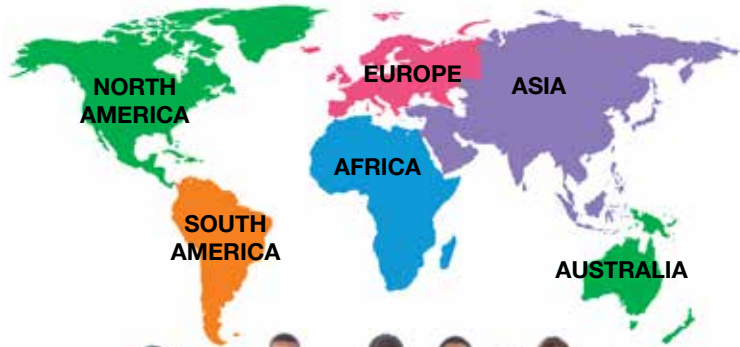 NORTH
AMERICA
EUROPE
ASIA
AFRICA
SOUTH
AMERICA
AUSTRALIA